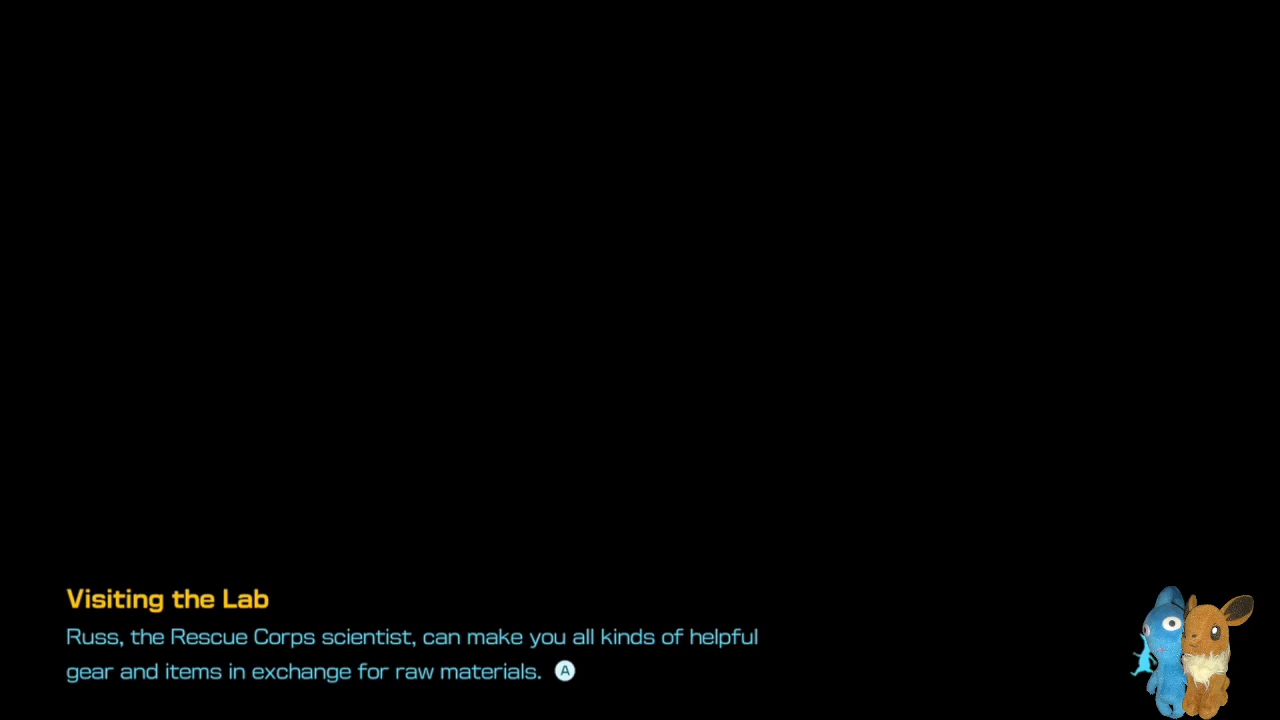 Visiting the Lab
Russ, the Rescue Corps scientist, can make you all kinds of helpful
gear and items in exchange for raw materials. A